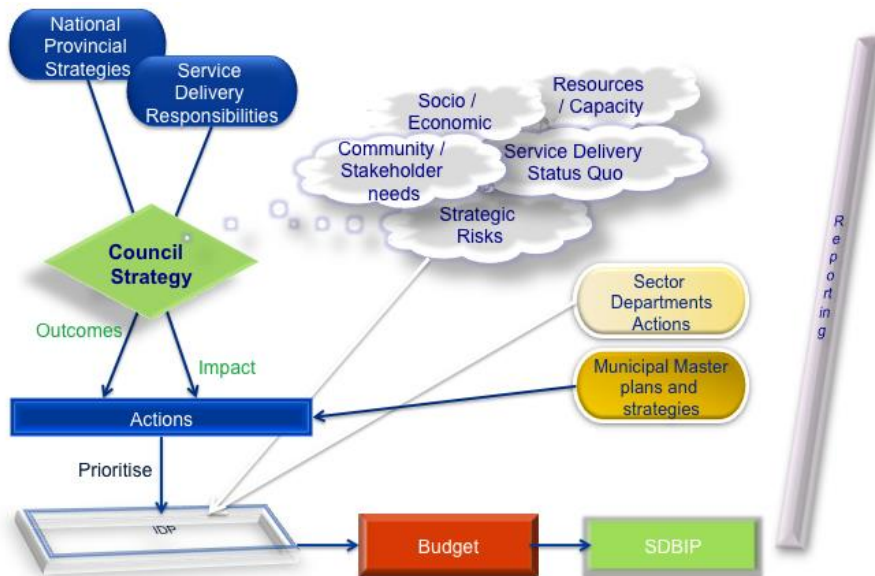 National
Provincial
Strategies
Service
Delivery
Responsibilities
Socio /
Economic
Resources
/ Capacity
Community /
Stakeholder
needs
Service Delivery
Status Quo
Strategic
Risks
Council
Strategy
Outcomes
Impact
Sector
Departments
Actions
Municipal Master
plans and
strategies
Actions
Prioritise
IDP
Budget
SDBIP
Reporting